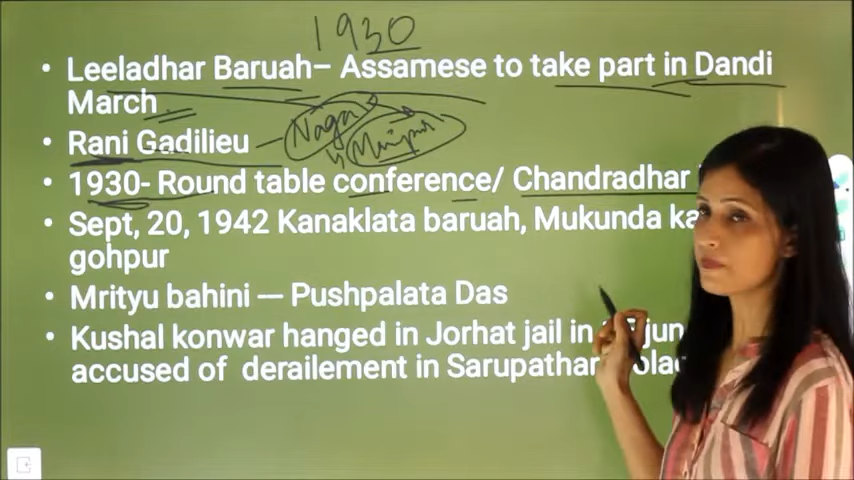 1930
• Leeladhar Baruah– Assamese to take part in Dandi
March
• Rani Gadilieu – Naga Manipur
• 1930- Round table conference/ Chandradhar
• Sept, 20, 1942 Kanaklata baruah, Mukunda ka
gohpur
• Mrityu bahini — Pushpalata Das
• Kushal konwar hanged in Jorhat jail in jun
accused of derailement in Sarupathar